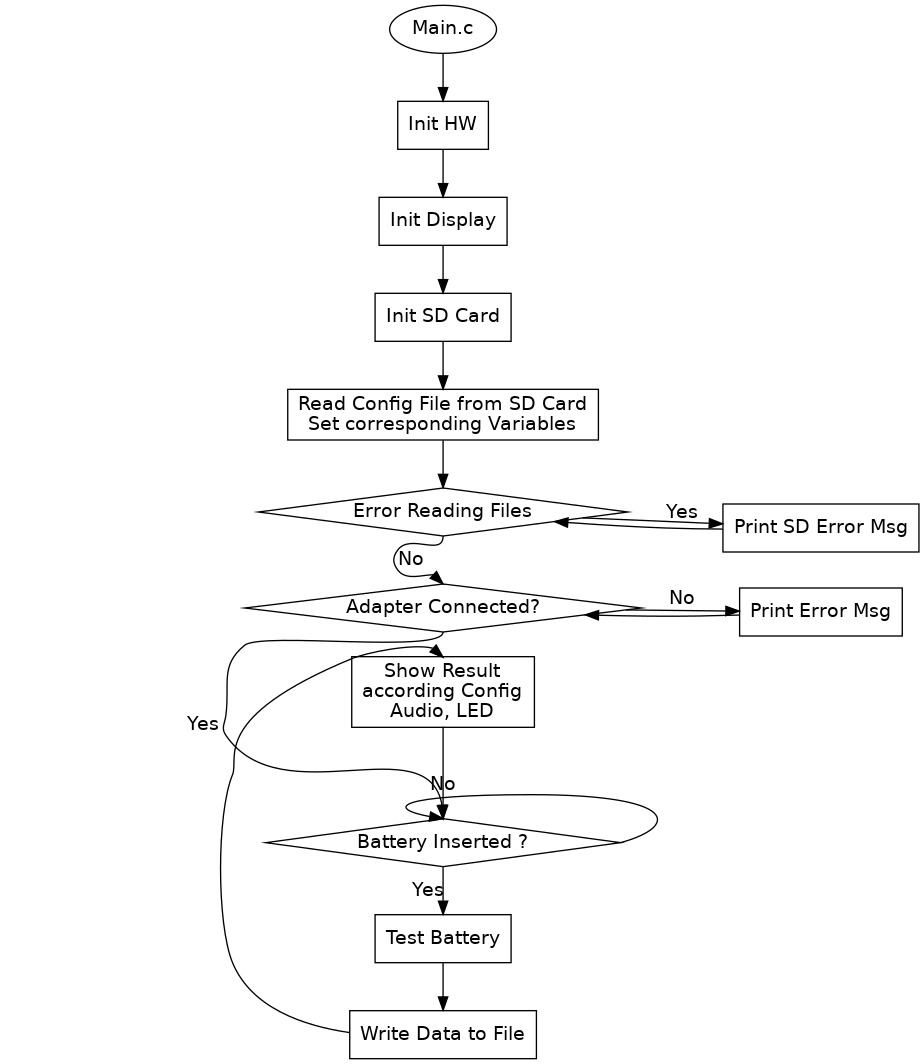 Main.c
Init HW
Init Display
Init SD Card
Read Config File from SD Card
Set corresponding Variables
Error Reading Files
Yes
Print SD Error Msg
No
Adapter Connected?
No
Print Error Msg
Show Result
according Config
Audio, LED
Yes
No
Battery Inserted ?
Yes
Test Battery
Write Data to File